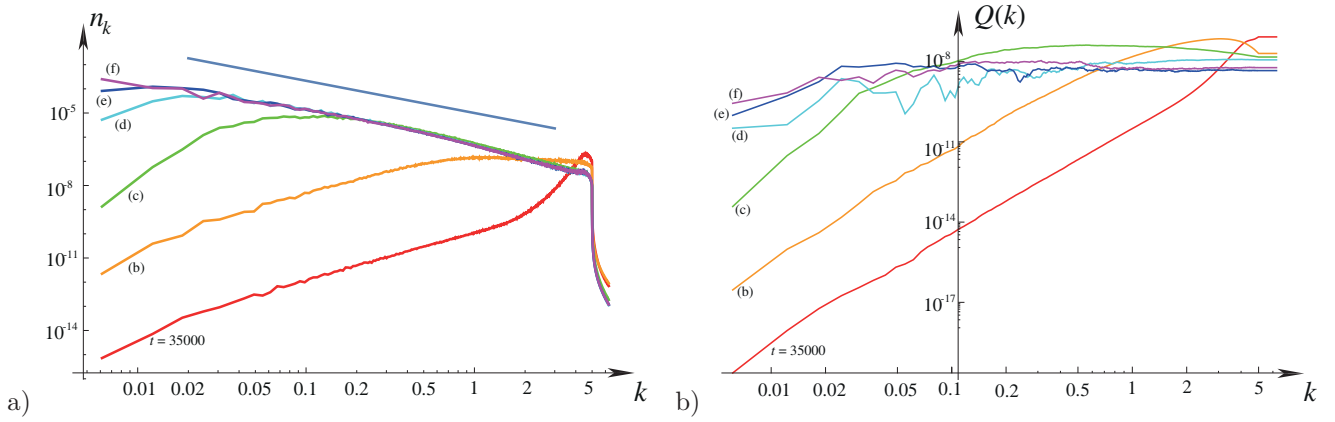 n_k
(f)
(e)
(d)
(c)
(b)
t = 35000
10^-5
10^-8
10^-11
10^-14
0.01 0.02 0.05 0.1 0.5 1 2 5 k
a)
Q(k)
(f)
(e)
(d)
(c)
(b)
t = 35000
10^-8
10^-11
10^-14
10^-17
0.01 0.02 0.05 0.1 0.2 0.5 1 2 5 k
b)